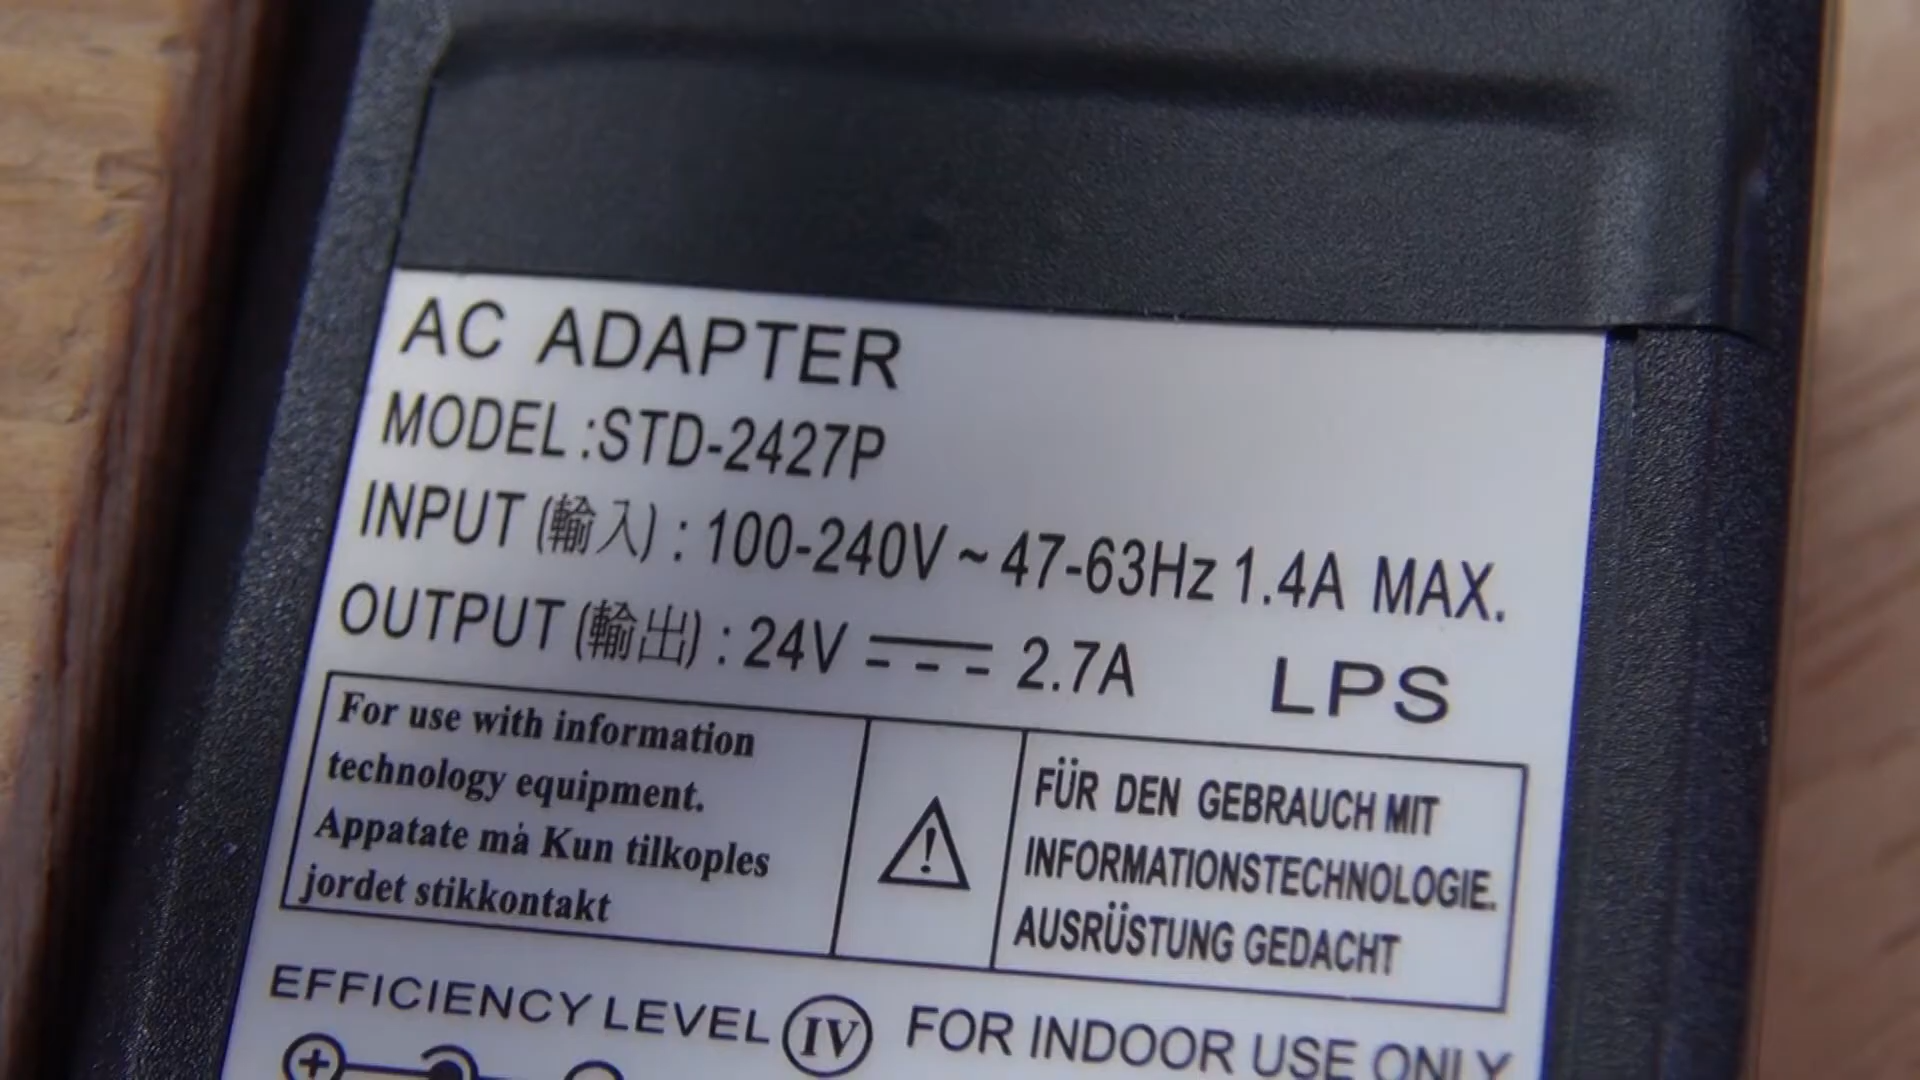 AC ADAPTER
MODEL :STD-2427P
INPUT (輸入) : 100-240V ~ 47-63Hz 1.4A MAX.
OUTPUT (輸出) : 24V ⎓ 2.7A LPS
For use with information
technology equipment.
Appatate må Kun tilkoples
jordet stikkontakt
FÜR DEN GEBRAUCH MIT
INFORMATIONSTECHNOLOGIE.
AUSRÜSTUNG GEDACHT
EFFICIENCY LEVEL IV FOR INDOOR USE ONLY